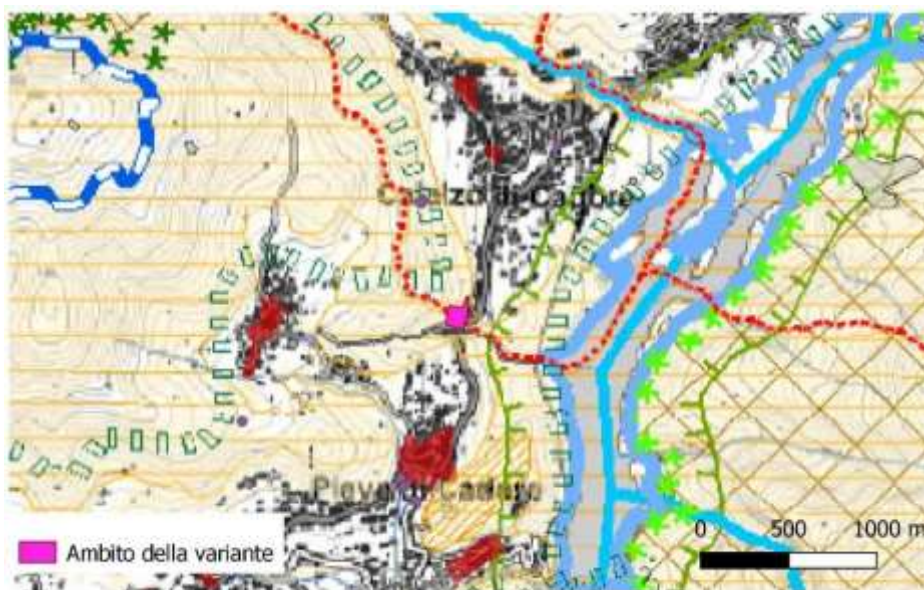 Calalzo di Cadore
Pieve di Cadore
Ambito della variante
0 500 1000 m